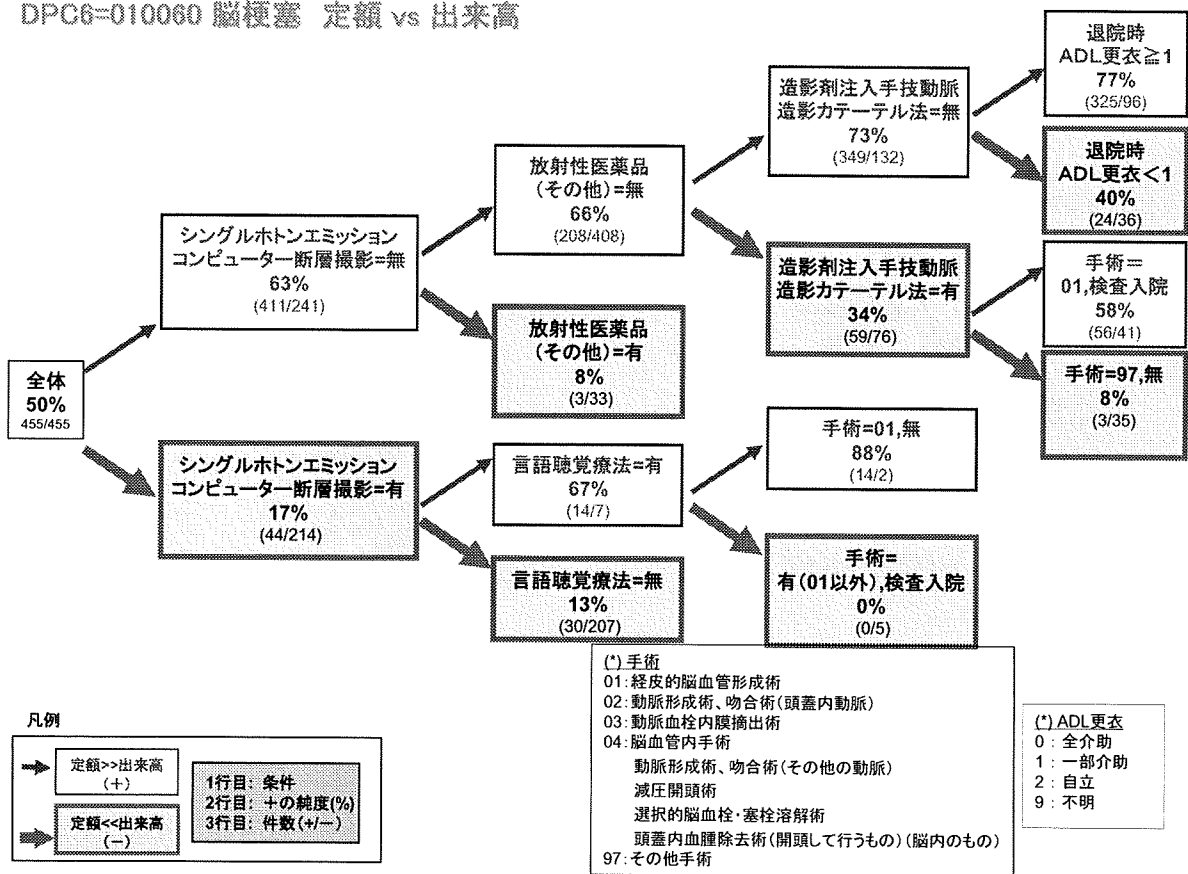 DPC6=010060 脳梗塞 定額 vs 出来高
全体
50%
455/455
シングルホトンエミッション
コンピューター断層撮影=無
63%
(411/241)
シングルホトンエミッション
コンピューター断層撮影=有
17%
(44/214)
放射性医薬品
(その他)=無
66%
(208/408)
放射性医薬品
(その他)=有
8%
(3/33)
言語聴覚療法=有
67%
(14/7)
言語聴覚療法=無
13%
(30/207)
造影剤注入手技動脈
造影カテーテル法=無
73%
(349/132)
造影剤注入手技動脈
造影カテーテル法=有
34%
(59/76)
手術=01,無
88%
(14/2)
手術=
有(01以外),検査入院
0%
(0/5)
退院時
ADL更衣≧1
77%
(325/96)
退院時
ADL更衣<1
40%
(24/36)
手術=
01,検査入院
58%
(56/41)
手術=97,無
8%
(3/35)
凡例
定額>>出来高
(+)
定額<<出来高
(-)
1行目: 条件
2行目: +の純度(%)
3行目: 件数(+/-)
(*) 手術
01:経皮的脳血管形成術
02:動脈形成術、吻合術(頭蓋内動脈)
03:動脈血栓内膜摘出術
04:脳血管内手術
動脈形成術、吻合術(その他の動脈)
減圧開頭術
選択的脳血栓・塞栓溶解術
頭蓋内血腫除去術(開頭して行うもの)(脳内のもの)
97:その他手術
(*) ADL更衣
0 : 全介助
1 : 一部介助
2 : 自立
9 : 不明